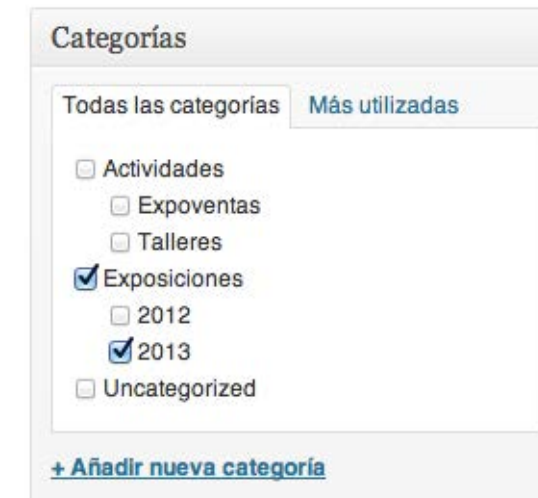 Categorías
Todas las categorías Más utilizadas
Actividades
Expoventas
Talleres
Exposiciones
2012
2013
Uncategorized
+ Añadir nueva categoría